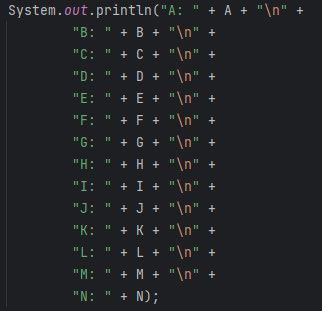 System.out.println("A: " + A + "\n" +
"B: " + B + "\n" +
"C: " + C + "\n" +
"D: " + D + "\n" +
"E: " + E + "\n" +
"F: " + F + "\n" +
"G: " + G + "\n" +
"H: " + H + "\n" +
"I: " + I + "\n" +
"J: " + J + "\n" +
"K: " + K + "\n" +
"L: " + L + "\n" +
"M: " + M + "\n" +
"N: " + N);